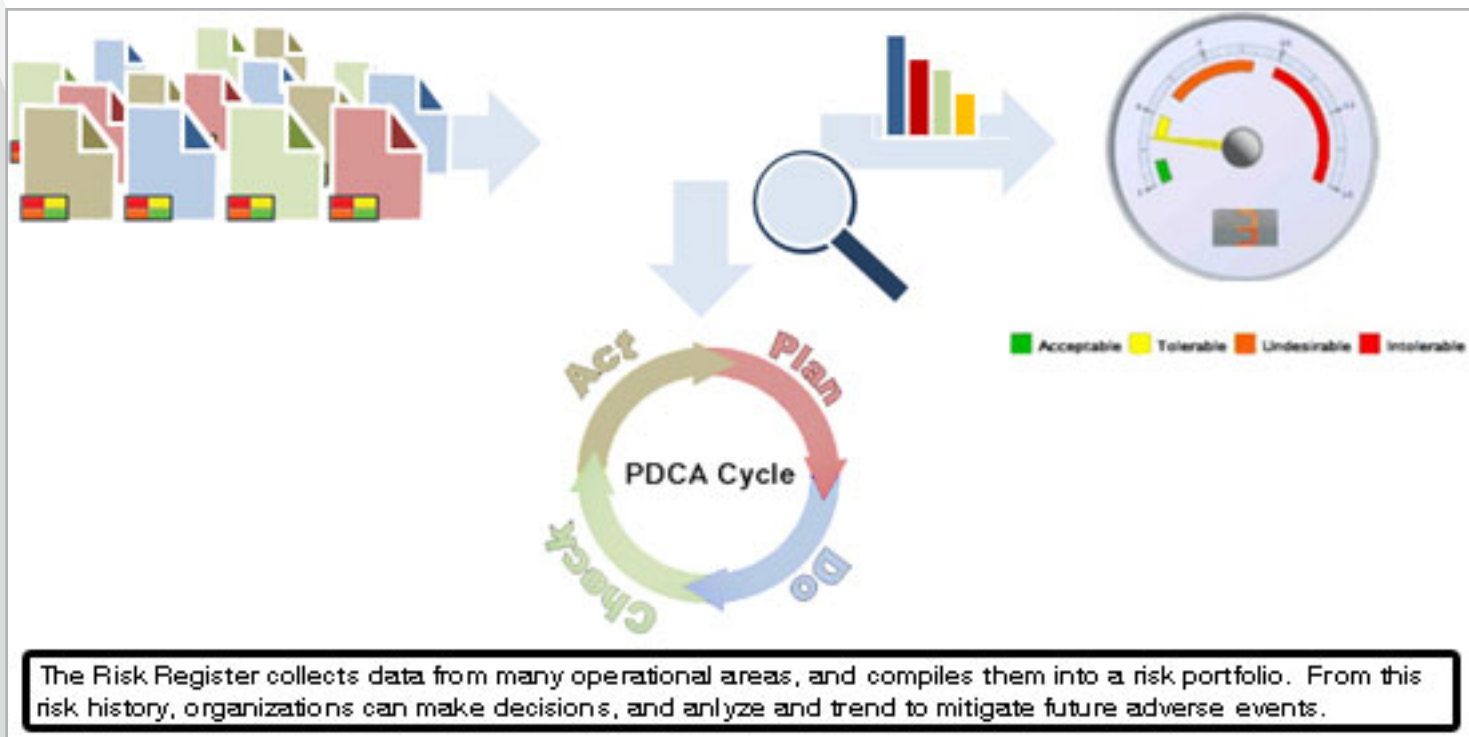 3
Acceptable Tolerable Undesirable Intolerable
Act
Plan
PDCA Cycle
Check
Do
The Risk Register collects data from many operational areas, and compiles them into a risk portfolio. From this
risk history, organizations can make decisions, and anlyze and trend to mitigate future adverse events.